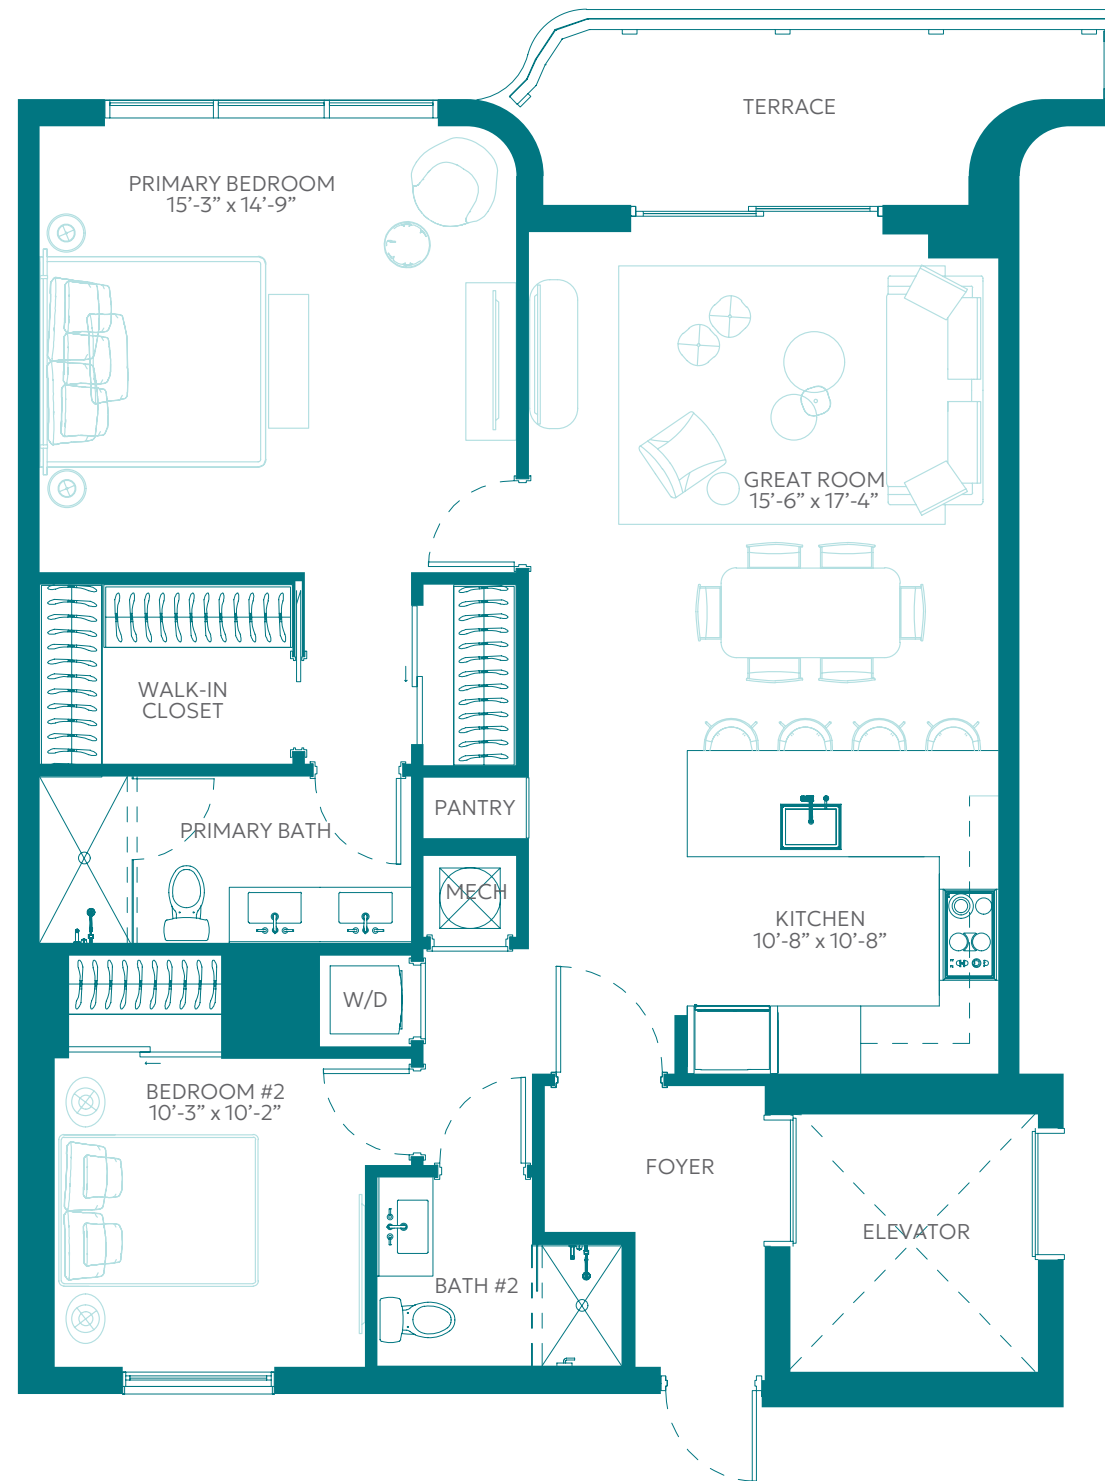 TERRACE
PRIMARY BEDROOM
15’-3” x 14’-9”
GREAT ROOM
15’-6” x 17’-4”
WALK-IN
CLOSET
PANTRY
PRIMARY BATH
MECH
KITCHEN
10’-8” x 10’-8”
W/D
BEDROOM #2
10’-3” x 10’-2”
FOYER
ELEVATOR
BATH #2